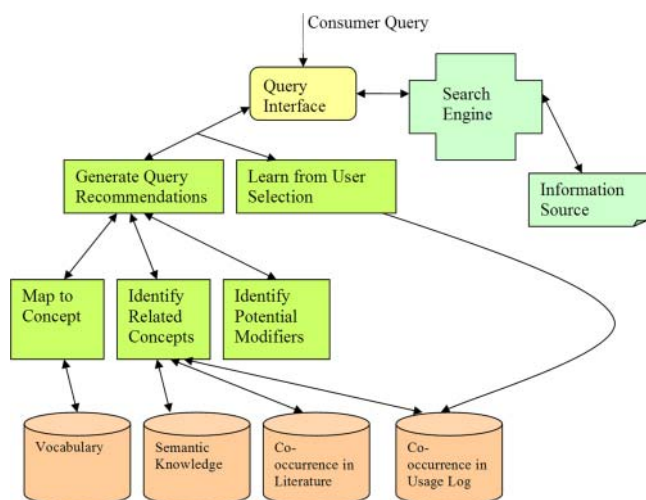 Consumer Query
Query
Interface
Search
Engine
Generate Query
Recommendations
Learn from User
Selection
Information
Source
Map to
Concept
Identify
Related
Concepts
Identify
Potential
Modifiers
Vocabulary
Semantic
Knowledge
Co-
occurrence in
Literature
Co-
occurrence in
Usage Log